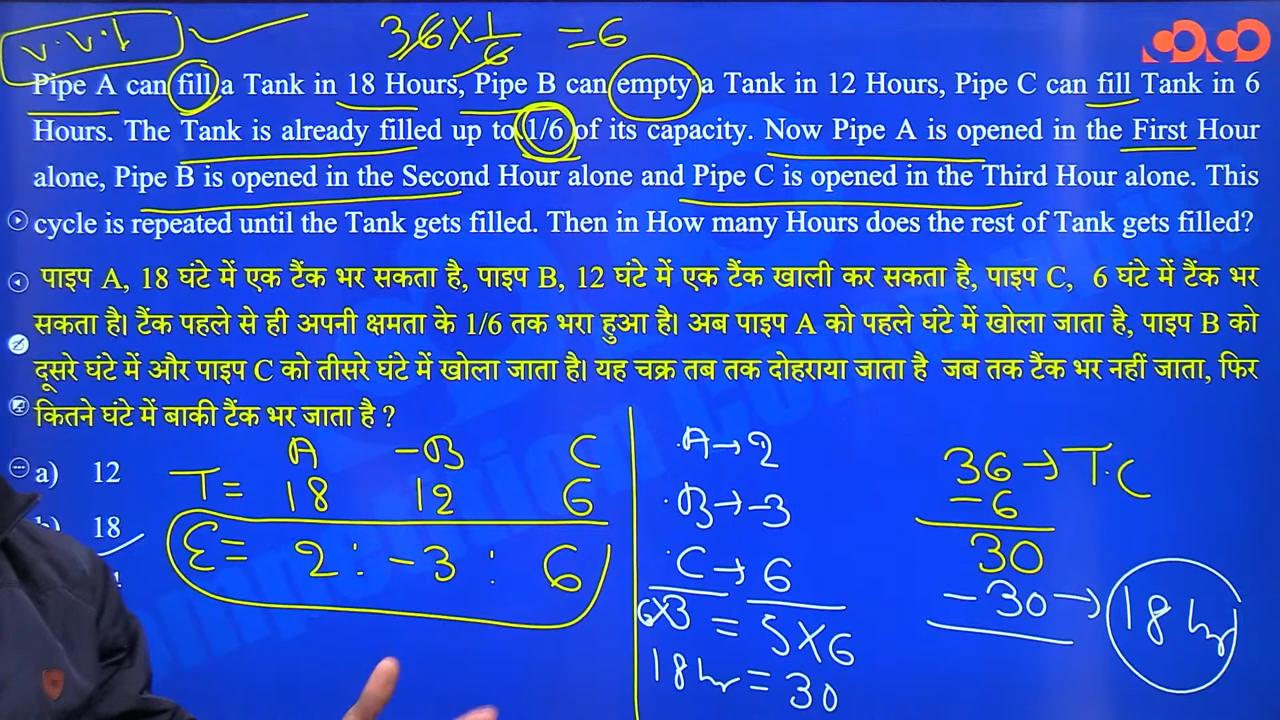 v.v.I
36 × 1/6 = 6
Pipe A can fill a Tank in 18 Hours, Pipe B can empty a Tank in 12 Hours, Pipe C can fill Tank in 6
Hours. The Tank is already filled up to 1/6 of its capacity. Now Pipe A is opened in the First Hour
alone, Pipe B is opened in the Second Hour alone and Pipe C is opened in the Third Hour alone. This
cycle is repeated until the Tank gets filled. Then in How many Hours does the rest of Tank gets filled?
पाइप A, 18 घंटे में एक टैंक भर सकता है, पाइप B, 12 घंटे में एक टैंक खाली कर सकता है, पाइप C, 6 घंटे में टैंक भर
सकता है। टैंक पहले से ही अपनी क्षमता के 1/6 तक भरा हुआ है। अब पाइप A को पहले घंटे में खोला जाता है, पाइप B को
दूसरे घंटे में और पाइप C को तीसरे घंटे में खोला जाता है। यह चक्र तब तक दोहराया जाता है जब तक टैंक भर नहीं जाता, फिर
कितने घंटे में बाकी टैंक भर जाता है ?
a) 12
18
A -B C
T = 18 12 6
E = 2 : -3 : 6
A → 2
B → -3
C → 6
6×3 = 5×6
18hr = 30
36 → T.C
-6
30
-30 → 18 hr